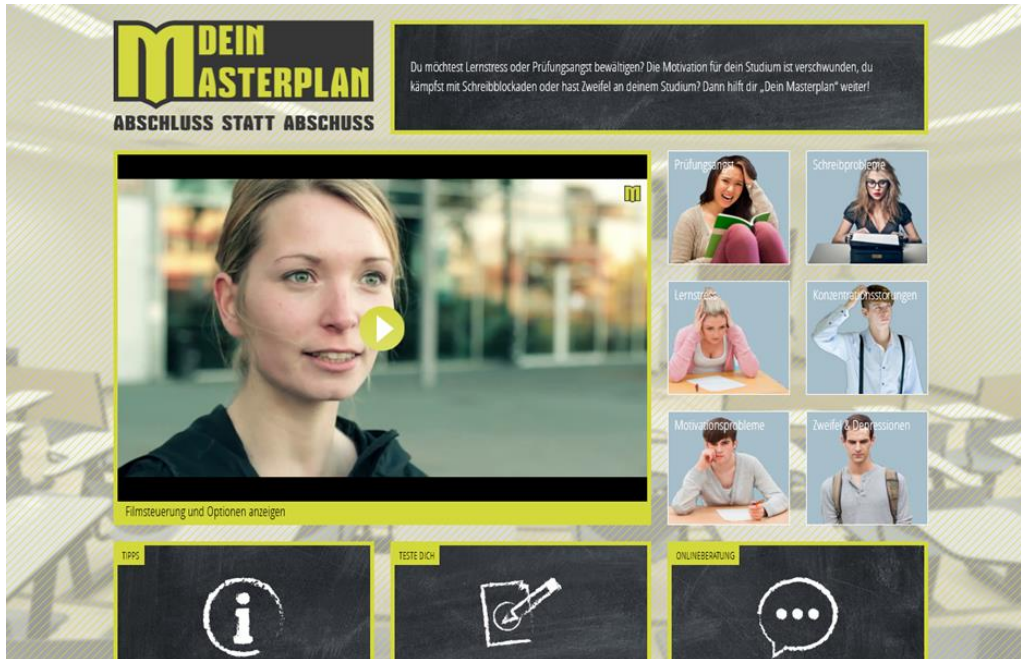 DEIN
MASTERPLAN
ABSCHLUSS STATT ABSCHUSS
Du möchtest Lernstress oder Prüfungsangst bewältigen? Die Motivation für dein Studium ist verschwunden, du
kämpfst mit Schreibblockaden oder hast Zweifel an deinem Studium? Dann hilft dir „Dein Masterplan" weiter!
M
Prüfungsangst
Schreibprobleme
Lernstress
Konzentrationsstörungen
Motivationsprobleme
Zweifel & Depressionen
Filmsteuerung und Optionen anzeigen
TIPPS
TESTE DICH
ONLINEBERATUNG